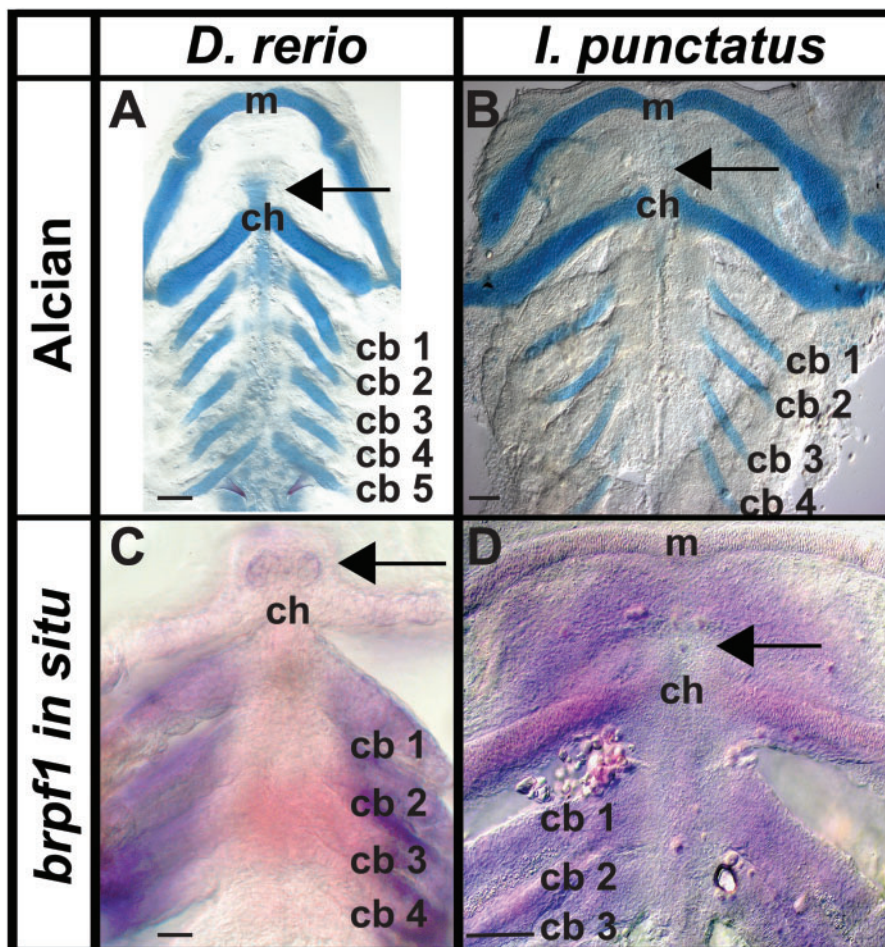 D. rerio
I. punctatus
Alcian
brpf1 in situ
A
m
ch
cb 1
cb 2
cb 3
cb 4
cb 5
B
m
ch
cb 1
cb 2
cb 3
cb 4
C
ch
cb 1
cb 2
cb 3
cb 4
D
m
ch
cb 1
cb 2
cb 3